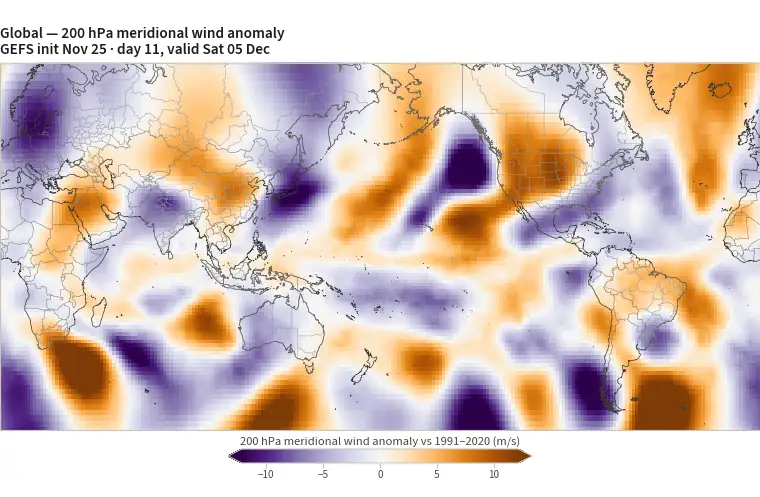 Global — 200 hPa meridional wind anomaly
GEFS init Nov 25 · day 11, valid Sat 05 Dec
200 hPa meridional wind anomaly vs 1991–2020 (m/s)
−10 −5 0 5 10